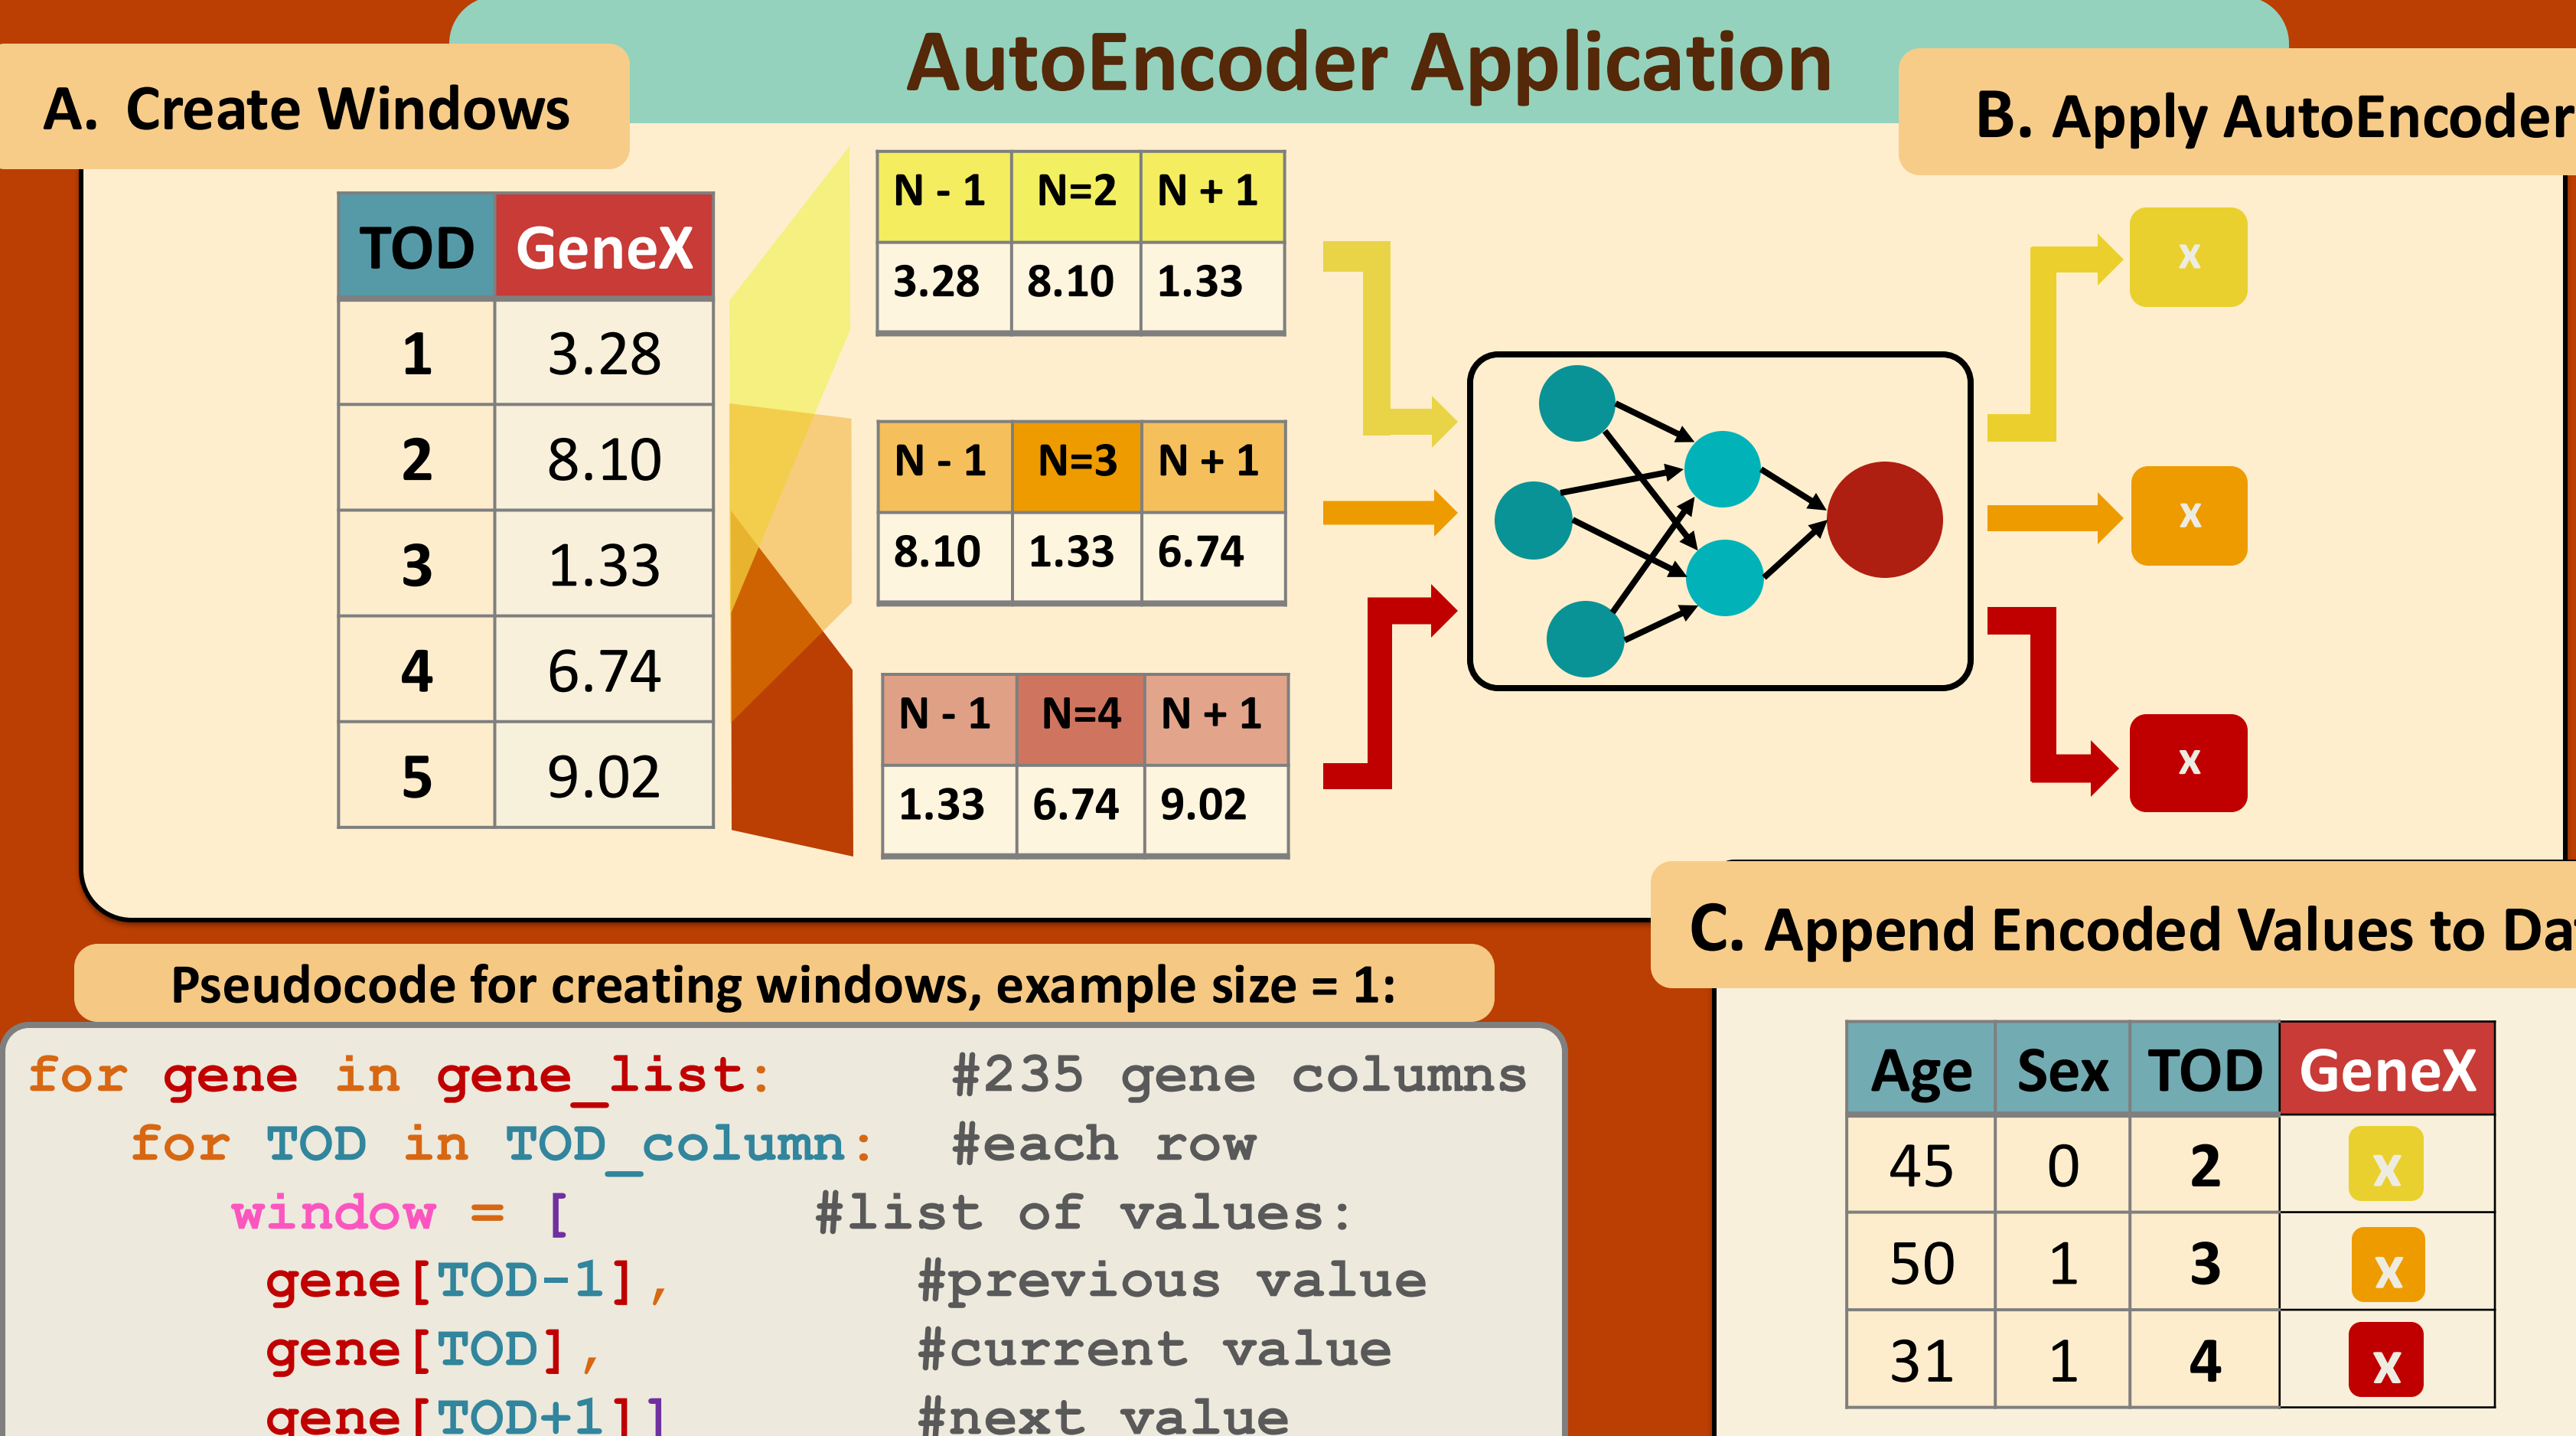 AutoEncoder Application
A. Create Windows
B. Apply AutoEncoder
TOD GeneX
1 3.28
2 8.10
3 1.33
4 6.74
5 9.02
N - 1 N=2 N + 1
3.28 8.10 1.33
N - 1 N=3 N + 1
8.10 1.33 6.74
N - 1 N=4 N + 1
1.33 6.74 9.02
x
x
x
Pseudocode for creating windows, example size = 1:
for gene in gene_list: #235 gene columns
for TOD in TOD_column: #each row
window = [ #list of values:
gene[TOD-1], #previous value
gene[TOD], #current value
gene[TOD+1]] #next value
C. Append Encoded Values to
Age Sex TOD GeneX
45 0 2 x
50 1 3 x
31 1 4 x